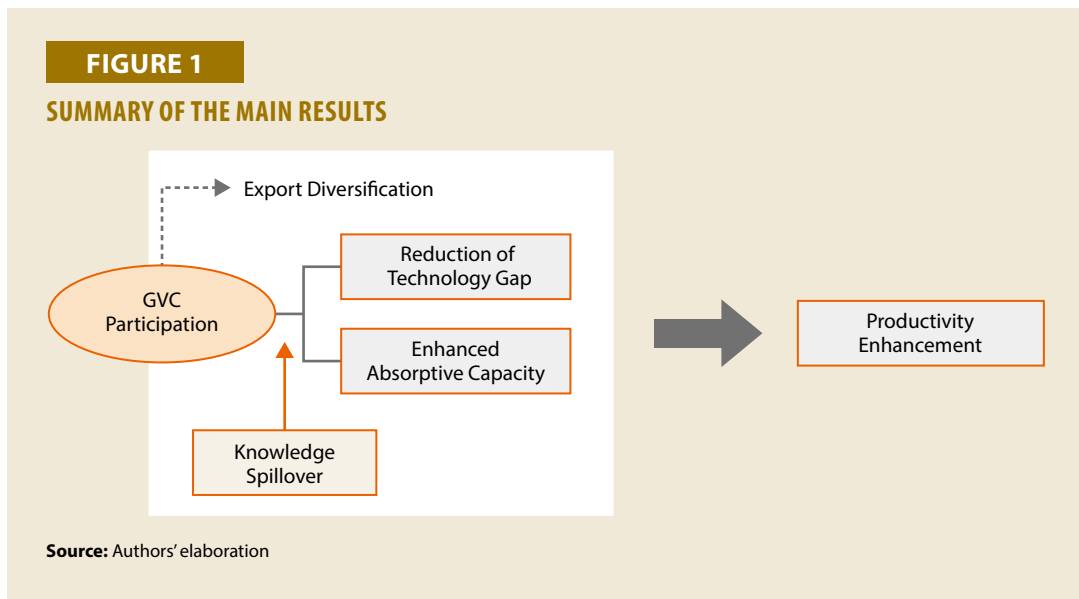 FIGURE 1
SUMMARY OF THE MAIN RESULTS
Export Diversification
GVC
Participation
Reduction of
Technology Gap
Enhanced
Absorptive Capacity
Knowledge
Spillover
Productivity
Enhancement
Source: Authors’ elaboration